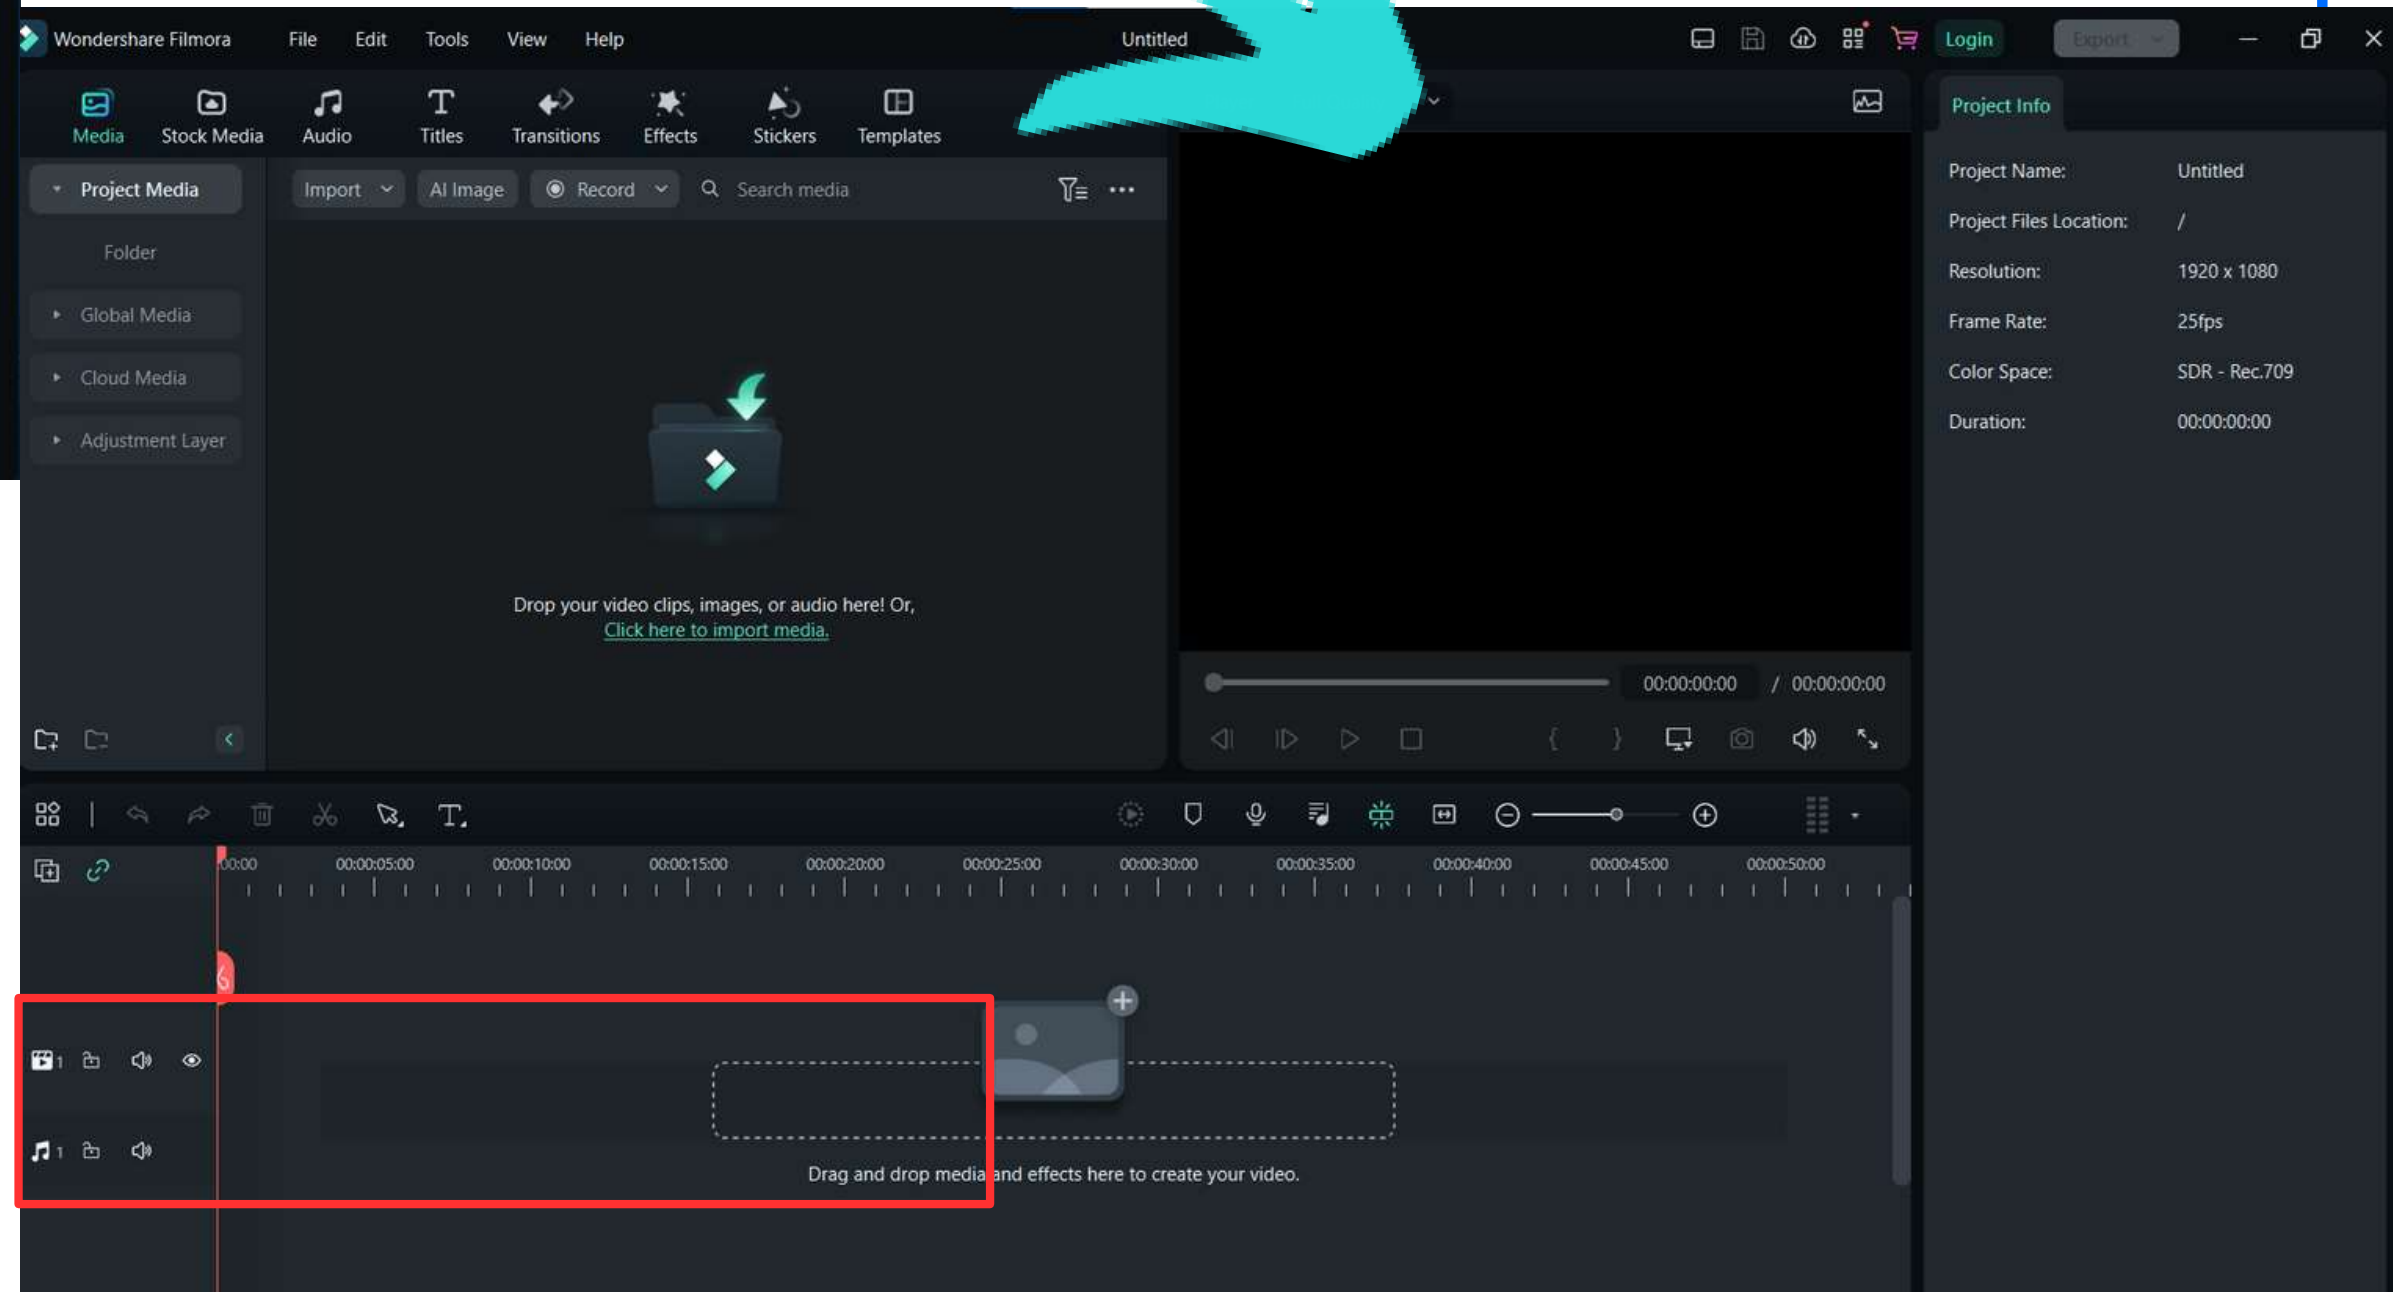 Wondershare Filmora File Edit Tools View Help Untitled Login Export
Media Stock Media Audio Titles Transitions Effects Stickers Templates
Project Info
Project Media Import AI Image Record Search media
Folder
Global Media
Cloud Media
Adjustment Layer
Drop your video clips, images, or audio here! Or,
Click here to import media.
00:00:00:00 / 00:00:00:00
Project Name: Untitled
Project Files Location: /
Resolution: 1920 x 1080
Frame Rate: 25fps
Color Space: SDR - Rec.709
Duration: 00:00:00:00
:00:00 00:00:05:00 00:00:10:00 00:00:15:00 00:00:20:00 00:00:25:00 00:00:30:00 00:00:35:00 00:00:40:00 00:00:45:00 00:00:50:00
1
1
Drag and drop media and effects here to create your video.